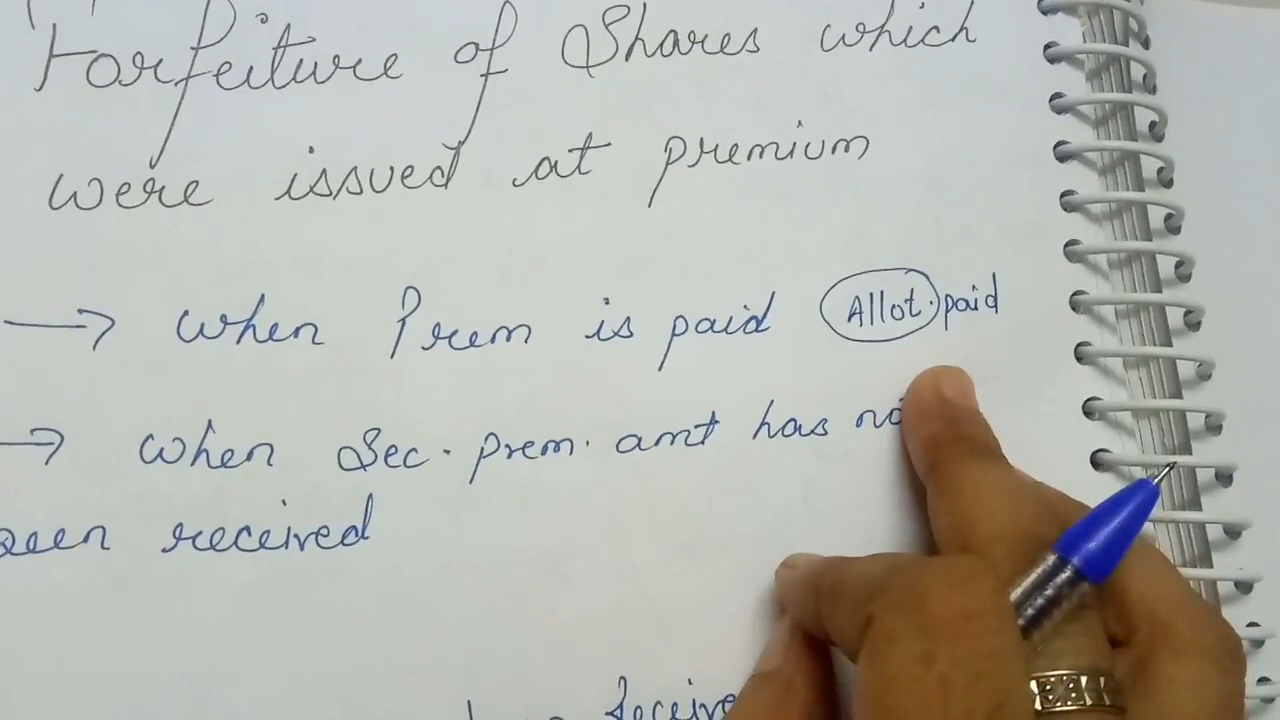 Forfeiture of Shares which
were issued at premium
→ when Prem is paid Allot. paid
→ when Sec. prem. amt has no
been received